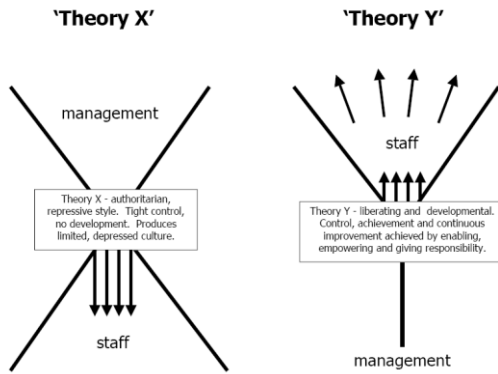 'Theory X'
management
Theory X - authoritarian,
repressive style. Tight control,
no development. Produces
limited, depressed culture.
staff
'Theory Y'
staff
Theory Y - liberating and developmental.
Control, achievement and continuous
improvement achieved by enabling,
empowering and giving responsibility.
management